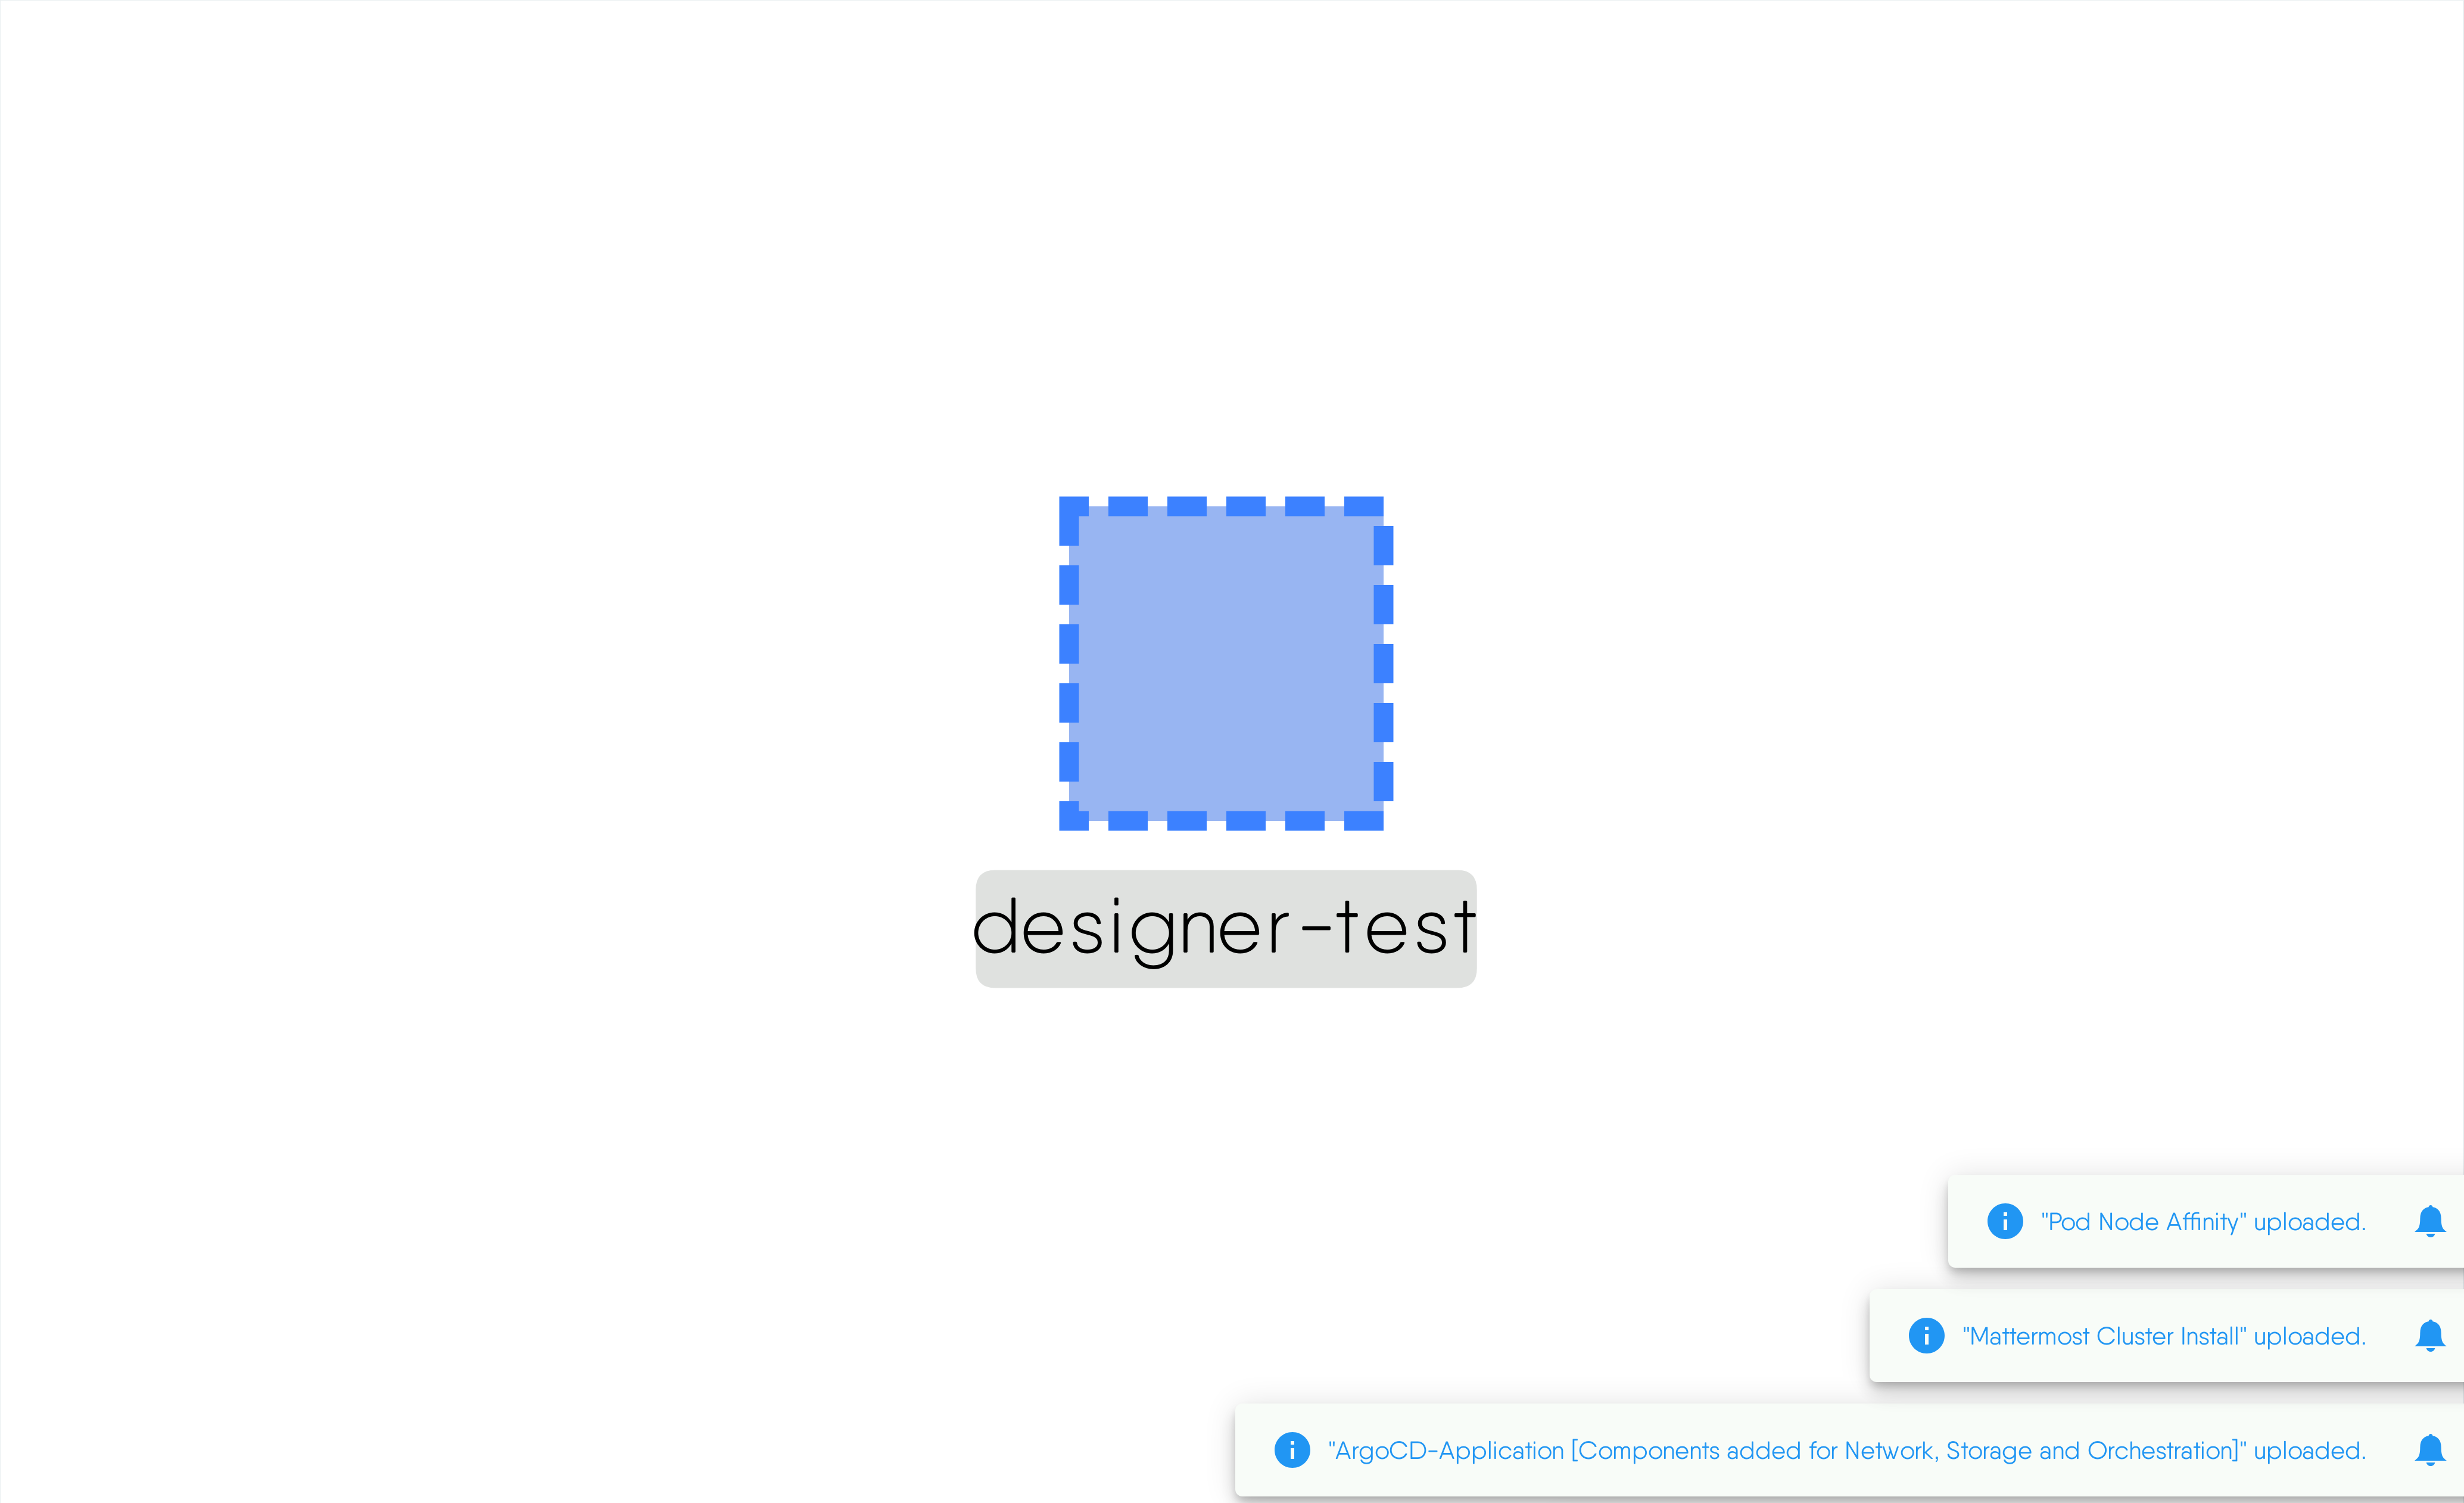 designer-test
"Pod Node Affinity" uploaded.
"Mattermost Cluster Install" uploaded.
"ArgoCD-Application [Components added for Network, Storage and Orchestration]" uploaded.